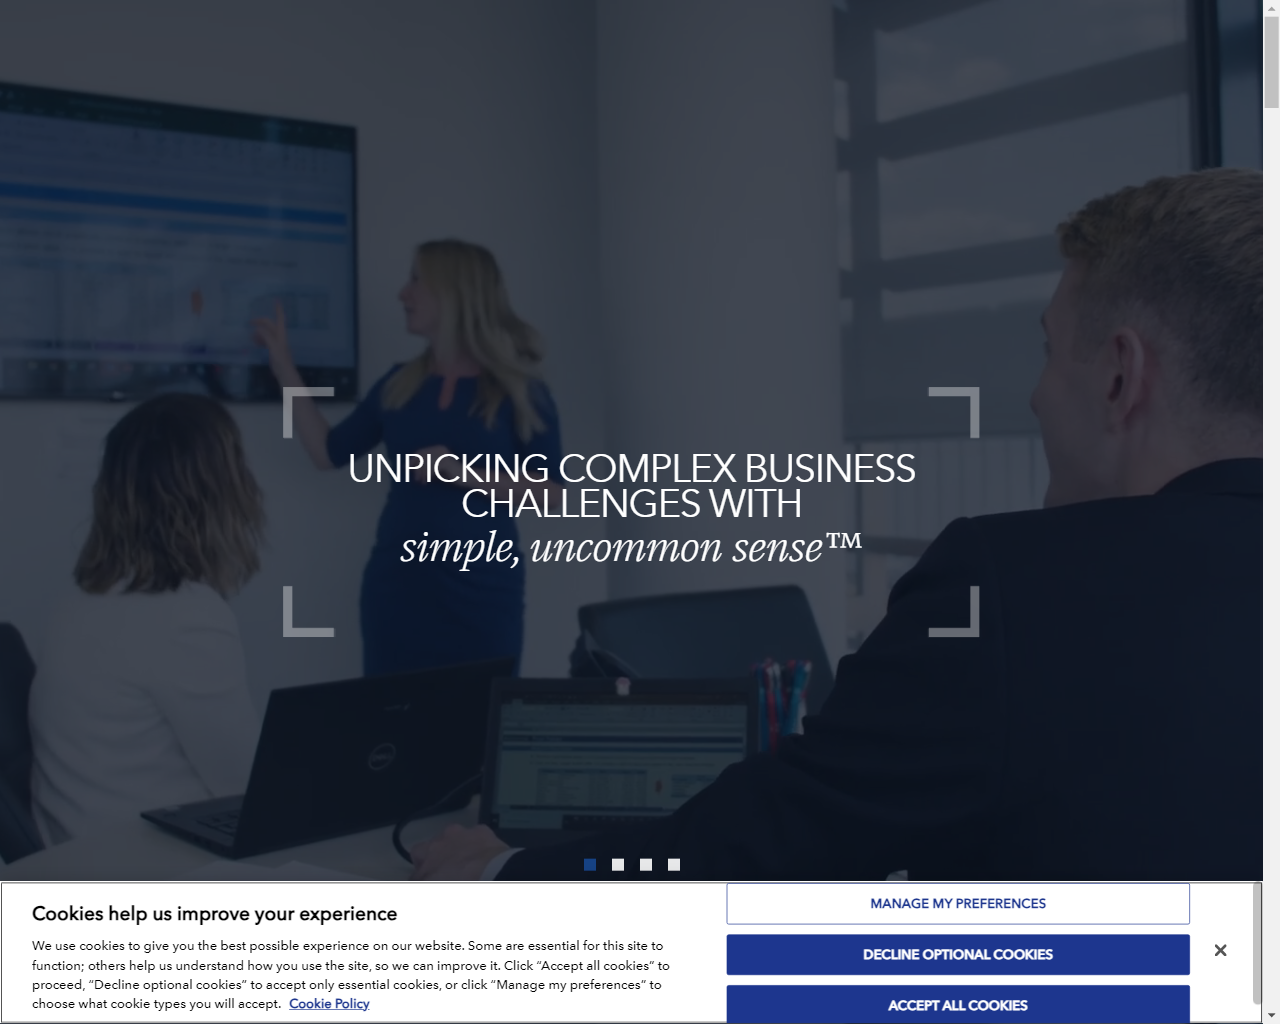 UNPICKING COMPLEX BUSINESS
CHALLENGES WITH
simple, uncommon sense™
Cookies help us improve your experience
We use cookies to give you the best possible experience on our website. Some are essential for this site to
function; others help us understand how you use the site, so we can improve it. Click “Accept all cookies” to
proceed, “Decline optional cookies” to accept only essential cookies, or click “Manage my preferences” to
choose what cookie types you will accept. Cookie Policy
MANAGE MY PREFERENCES
DECLINE OPTIONAL COOKIES
ACCEPT ALL COOKIES